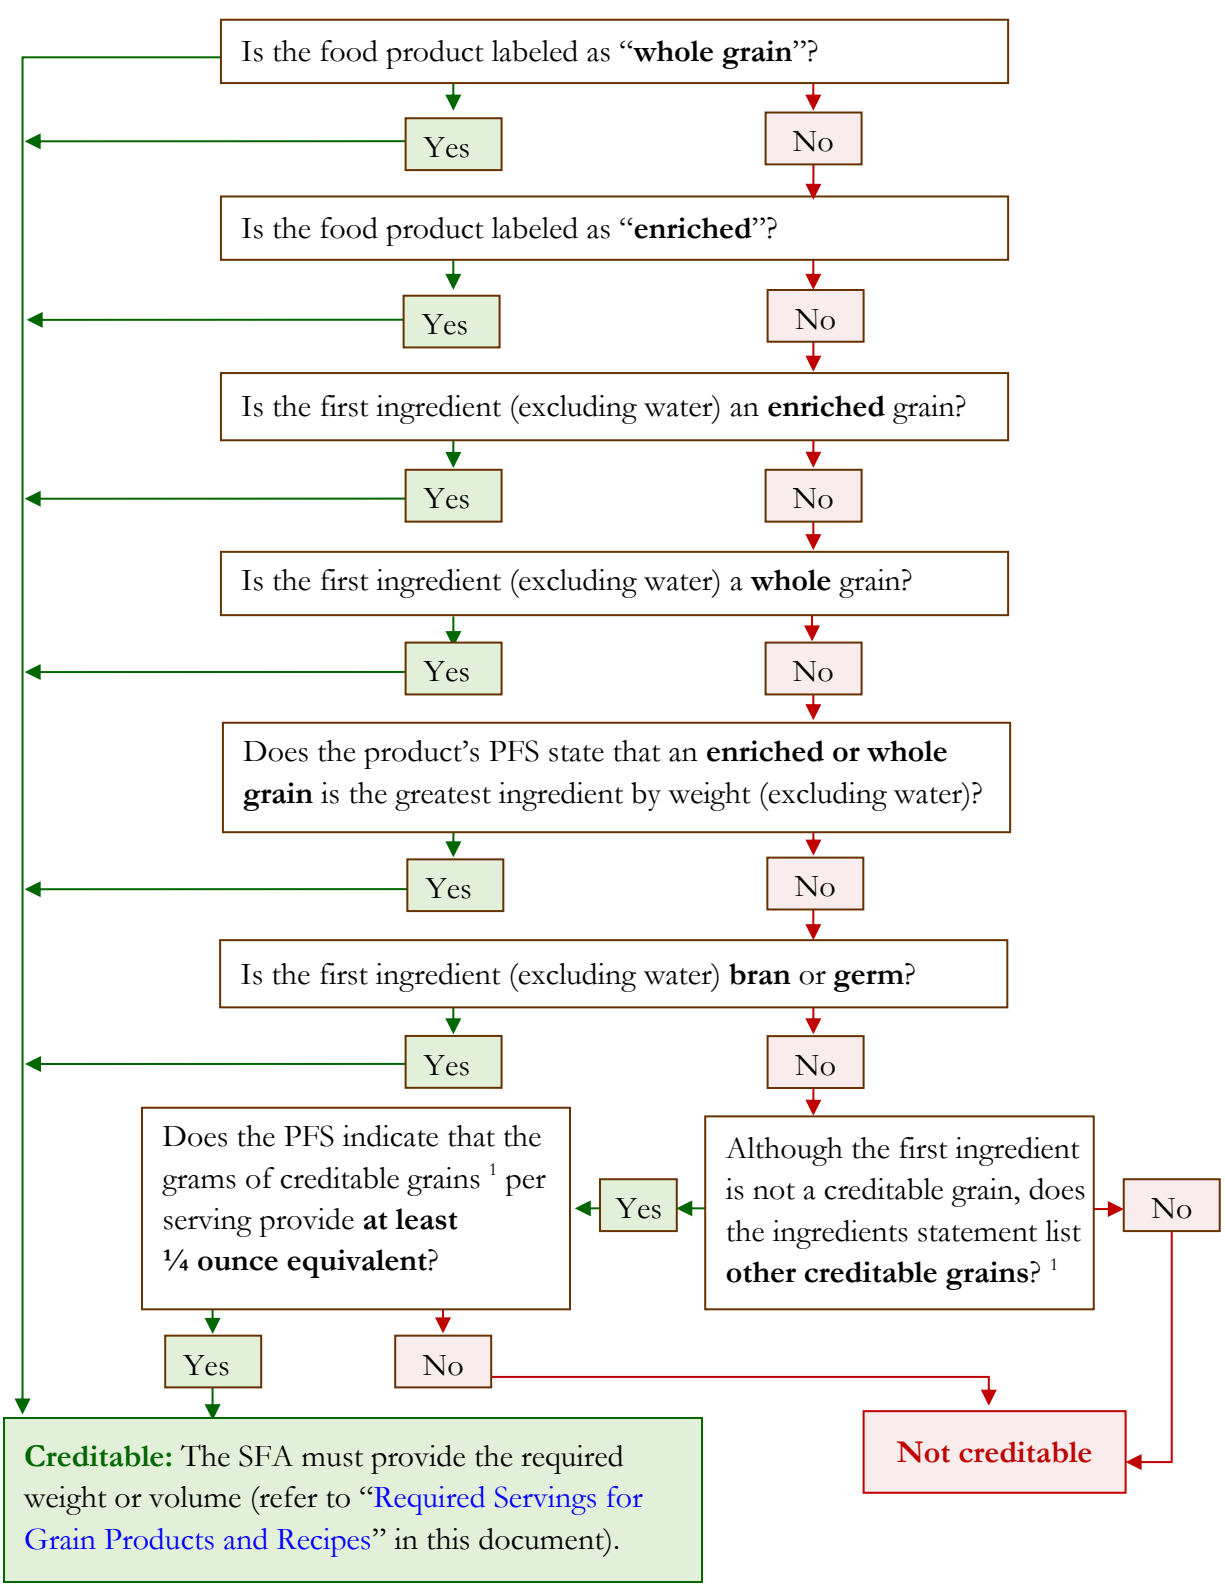 Is the food product labeled as “whole grain”?
Yes
No
Is the food product labeled as “enriched”?
Yes
No
Is the first ingredient (excluding water) an enriched grain?
Yes
No
Is the first ingredient (excluding water) a whole grain?
Yes
No
Does the product’s PFS state that an enriched or whole
grain is the greatest ingredient by weight (excluding water)?
Yes
No
Is the first ingredient (excluding water) bran or germ?
Yes
No
Does the PFS indicate that the
grams of creditable grains 1 per
serving provide at least
¼ ounce equivalent?
Yes
Although the first ingredient
is not a creditable grain, does
the ingredients statement list
other creditable grains? 1
No
Yes
No
Creditable: The SFA must provide the required
weight or volume (refer to “Required Servings for
Grain Products and Recipes” in this document).
Not creditable